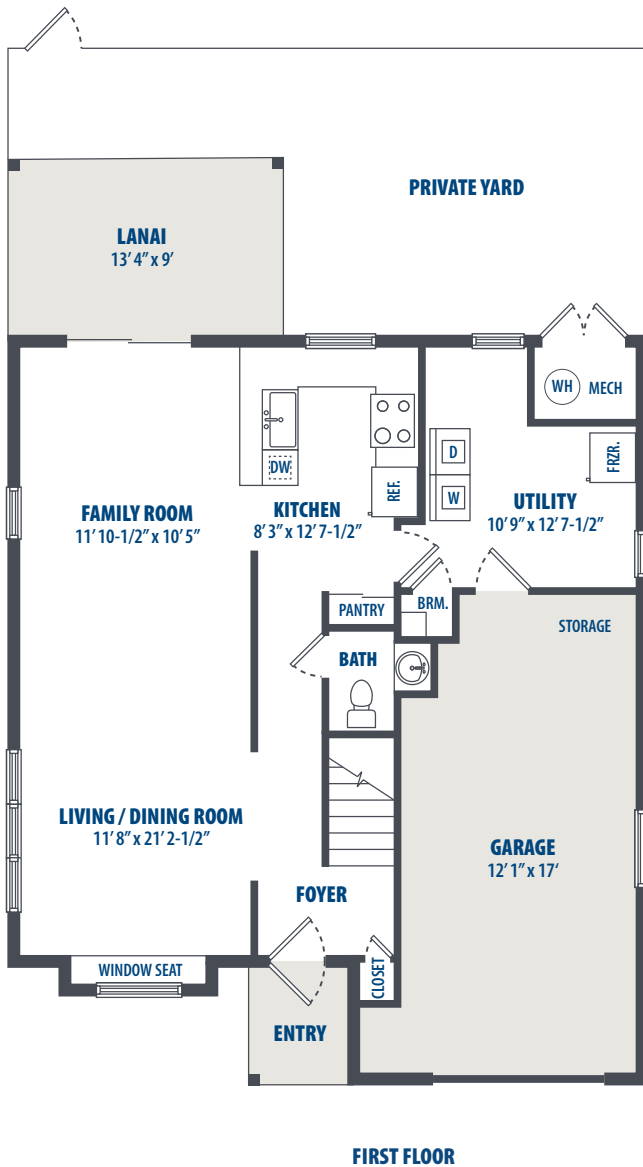 PRIVATE YARD
LANAI
13’ 4” x 9’
WH
MECH
DW
REF.
D
W
FRZR.
FAMILY ROOM
11’ 10-1/2” x 10’ 5”
KITCHEN
8’ 3” x 12’ 7-1/2”
UTILITY
10’ 9” x 12’ 7-1/2”
PANTRY
BRM.
STORAGE
BATH
LIVING / DINING ROOM
11’ 8” x 21’ 2-1/2”
GARAGE
12’ 1” x 17‘
FOYER
WINDOW SEAT
CLOSET
ENTRY
FIRST FLOOR